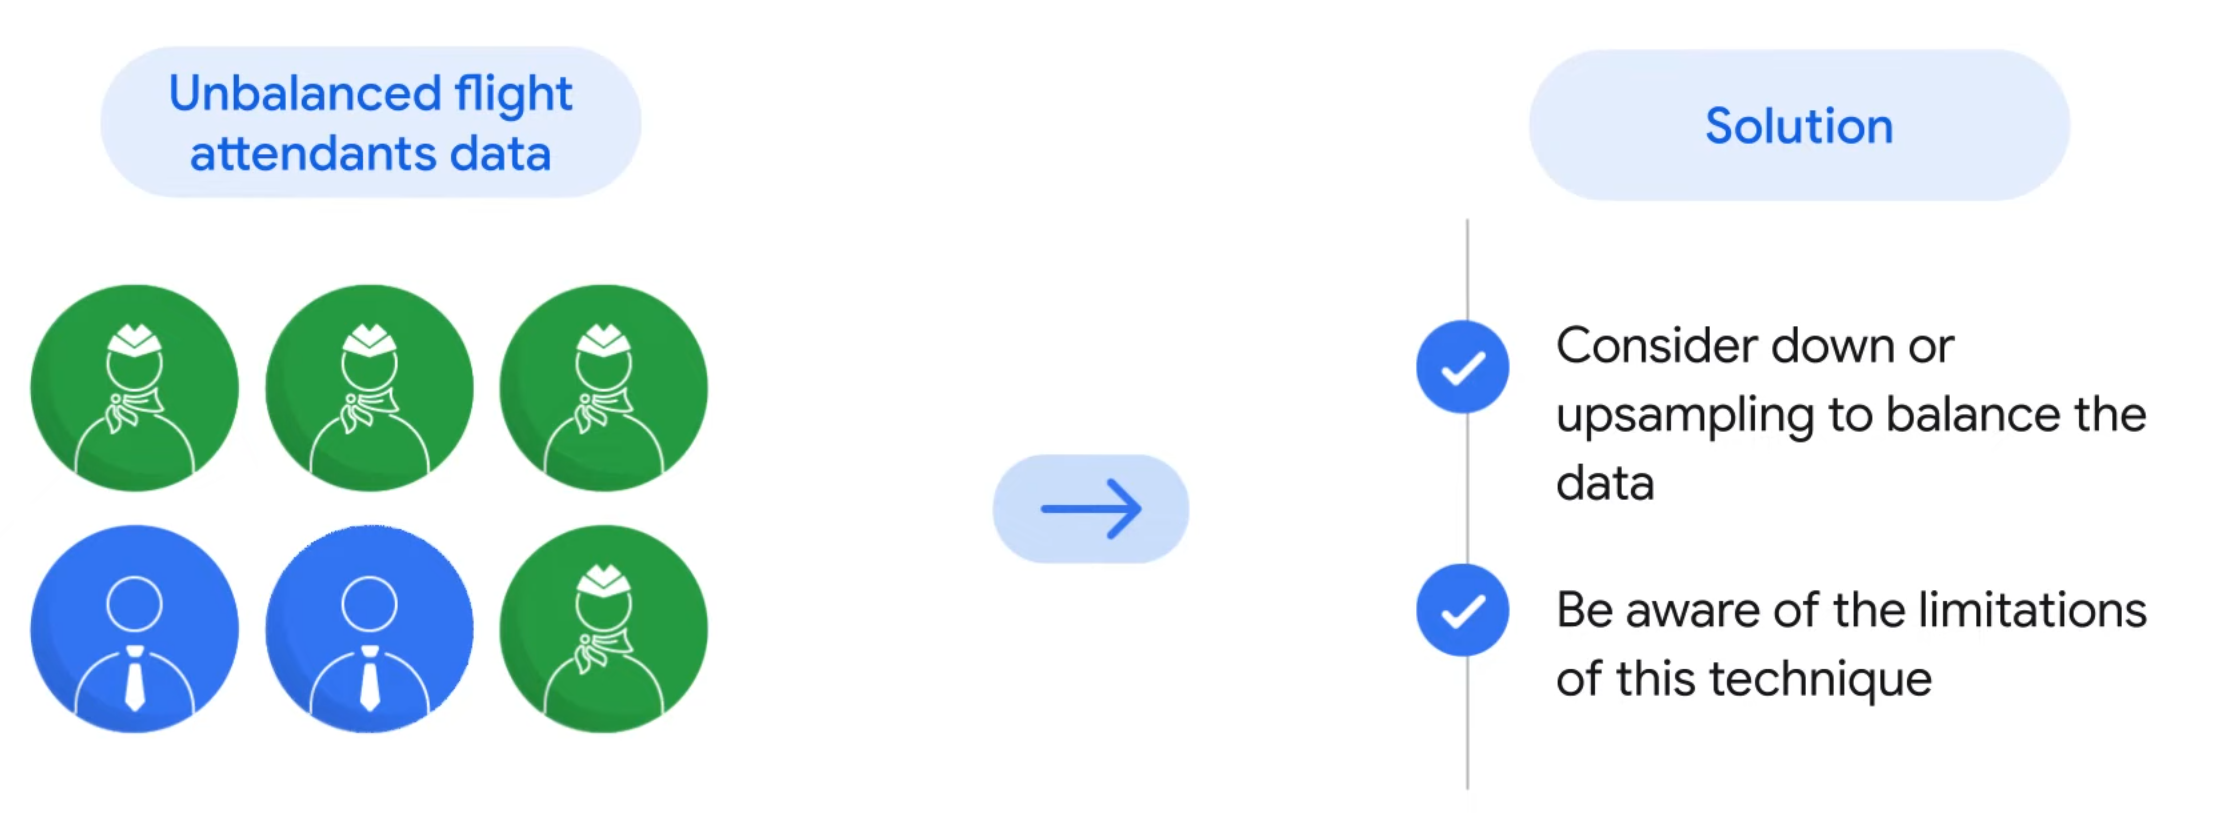 Unbalanced flight
attendants data
Solution
Consider down or
upsampling to balance the
data
Be aware of the limitations
of this technique